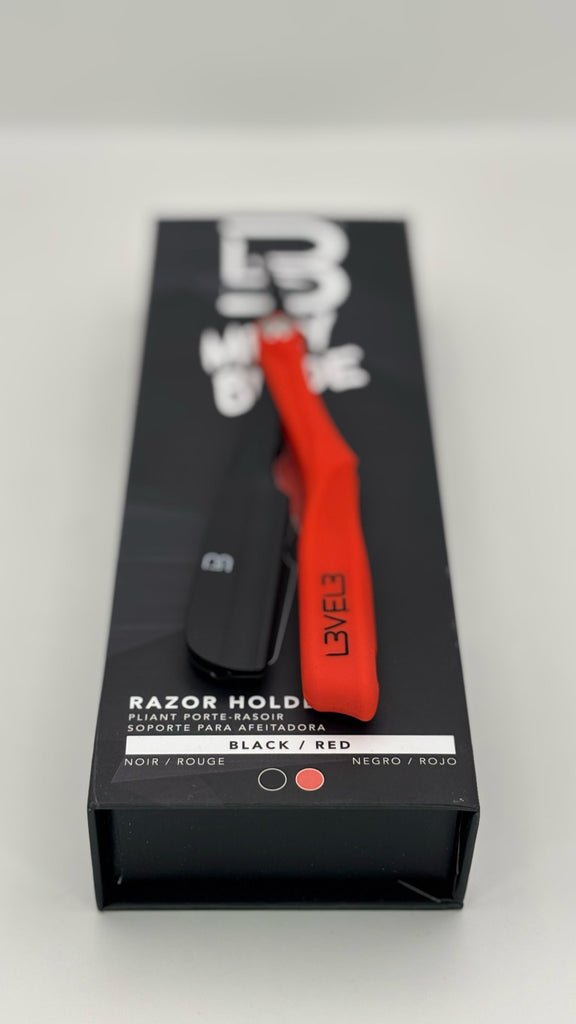 L3VEL3
RAZOR HOLDE
PLIANT PORTE-RASOIR
SOPORTE PARA AFEITADORA
BLACK / RED
NOIR / ROUGE
NEGRO / ROJO